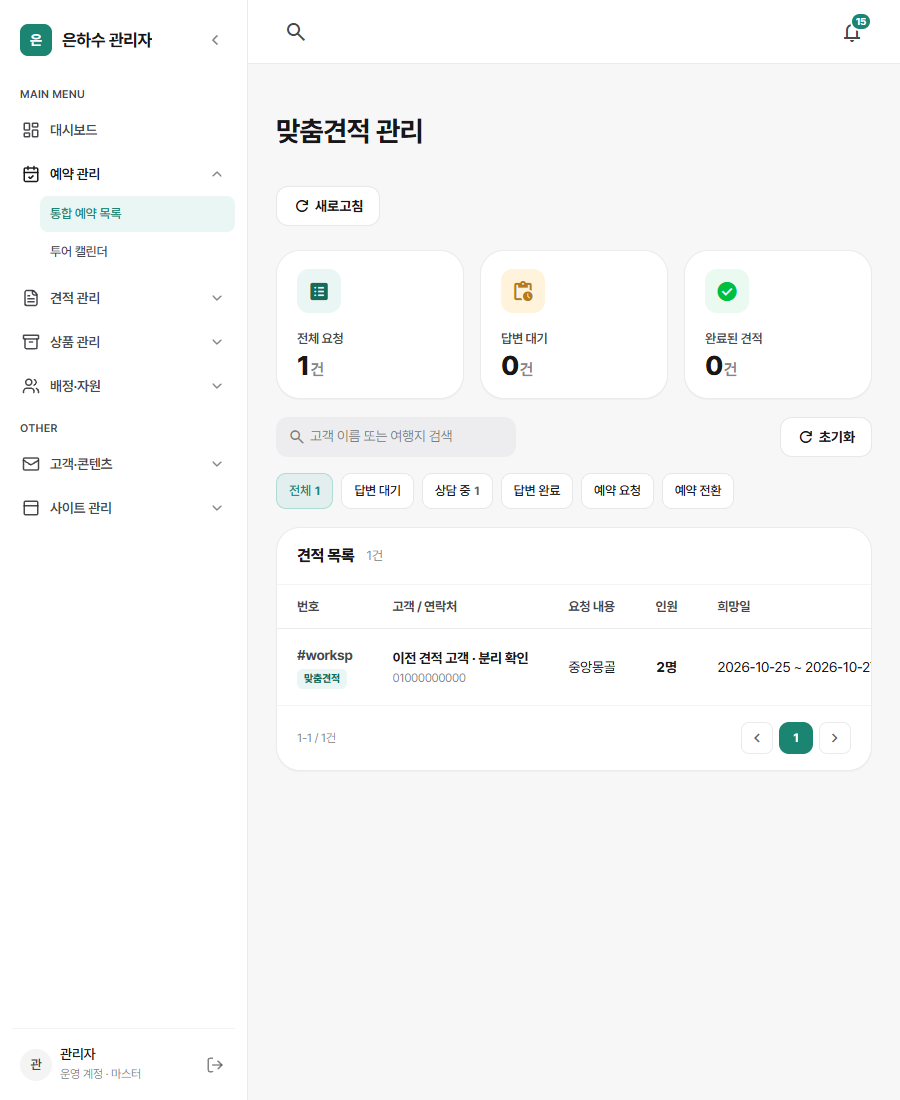 은 은하수 관리자
15
MAIN MENU
대시보드
예약 관리
통합 예약 목록
투어 캘린더
견적 관리
상품 관리
배정·자원
OTHER
고객·콘텐츠
사이트 관리
관 관리자
운영 계정 · 마스터
맞춤견적 관리
새로고침
전체 요청
1건
답변 대기
0건
완료된 견적
0건
고객 이름 또는 여행지 검색
초기화
전체 1 답변 대기 상담 중 1 답변 완료 예약 요청 예약 전환
견적 목록 1건
번호 고객 / 연락처 요청 내용 인원 희망일
#worksp 이전 견적 고객 · 분리 확인 중앙몽골 2명 2026-10-25 ~ 2026-10-2
맞춤견적 01000000000
1-1 / 1건 1